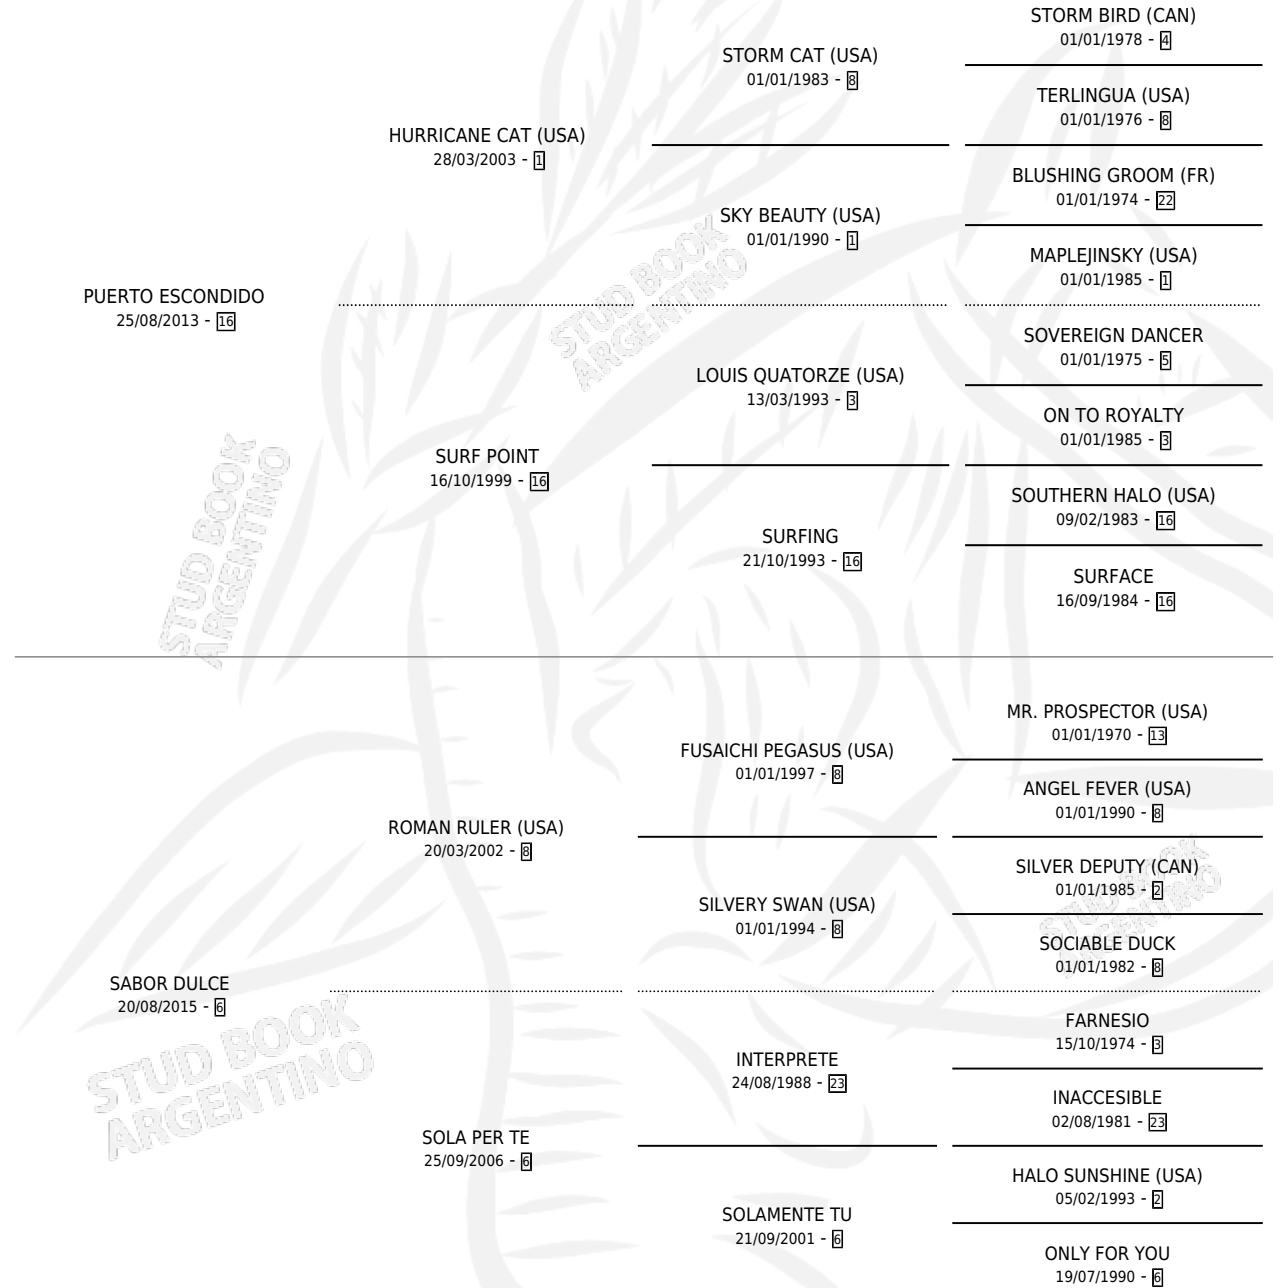 STORM BIRD (CAN)
01/01/1978 - 4
STORM CAT (USA)
01/01/1983 - 8
TERLINGUA (USA)
01/01/1976 - 8
HURRICANE CAT (USA)
28/03/2003 - 1
BLUSHING GROOM (FR)
01/01/1974 - 22
SKY BEAUTY (USA)
01/01/1990 - 1
MAPLEJINSKY (USA)
01/01/1985 - 1
PUERTO ESCONDIDO
25/08/2013 - 16
STUD BOOK
ARGENTINO
SOVEREIGN DANCER
01/01/1975 - 5
LOUIS QUATORZE (USA)
13/03/1993 - 3
ON TO ROYALTY
01/01/1985 - 3
SURF POINT
16/10/1999 - 16
SOUTHERN HALO (USA)
09/02/1983 - 16
SURFING
21/10/1993 - 16
SURFACE
16/09/1984 - 16
STUD BOOK
ARGENTINO
MR. PROSPECTOR (USA)
01/01/1970 - 13
FUSAICHI PEGASUS (USA)
01/01/1997 - 8
ANGEL FEVER (USA)
01/01/1990 - 8
ROMAN RULER (USA)
20/03/2002 - 8
SILVER DEPUTY (CAN)
01/01/1985 - 2
SILVERY SWAN (USA)
01/01/1994 - 8
STUD BOOK
ARGENTINO
SOCIABLE DUCK
01/01/1982 - 8
SABOR DULCE
20/08/2015 - 6
STUD BOOK
ARGENTINO
FARNESIO
15/10/1974 - 3
INTERPRETE
24/08/1988 - 23
INACCESIBLE
02/08/1981 - 23
SOLA PER TE
25/09/2006 - 6
HALO SUNSHINE (USA)
05/02/1993 - 2
SOLAMENTE TU
21/09/2001 - 6
ONLY FOR YOU
19/07/1990 - 6